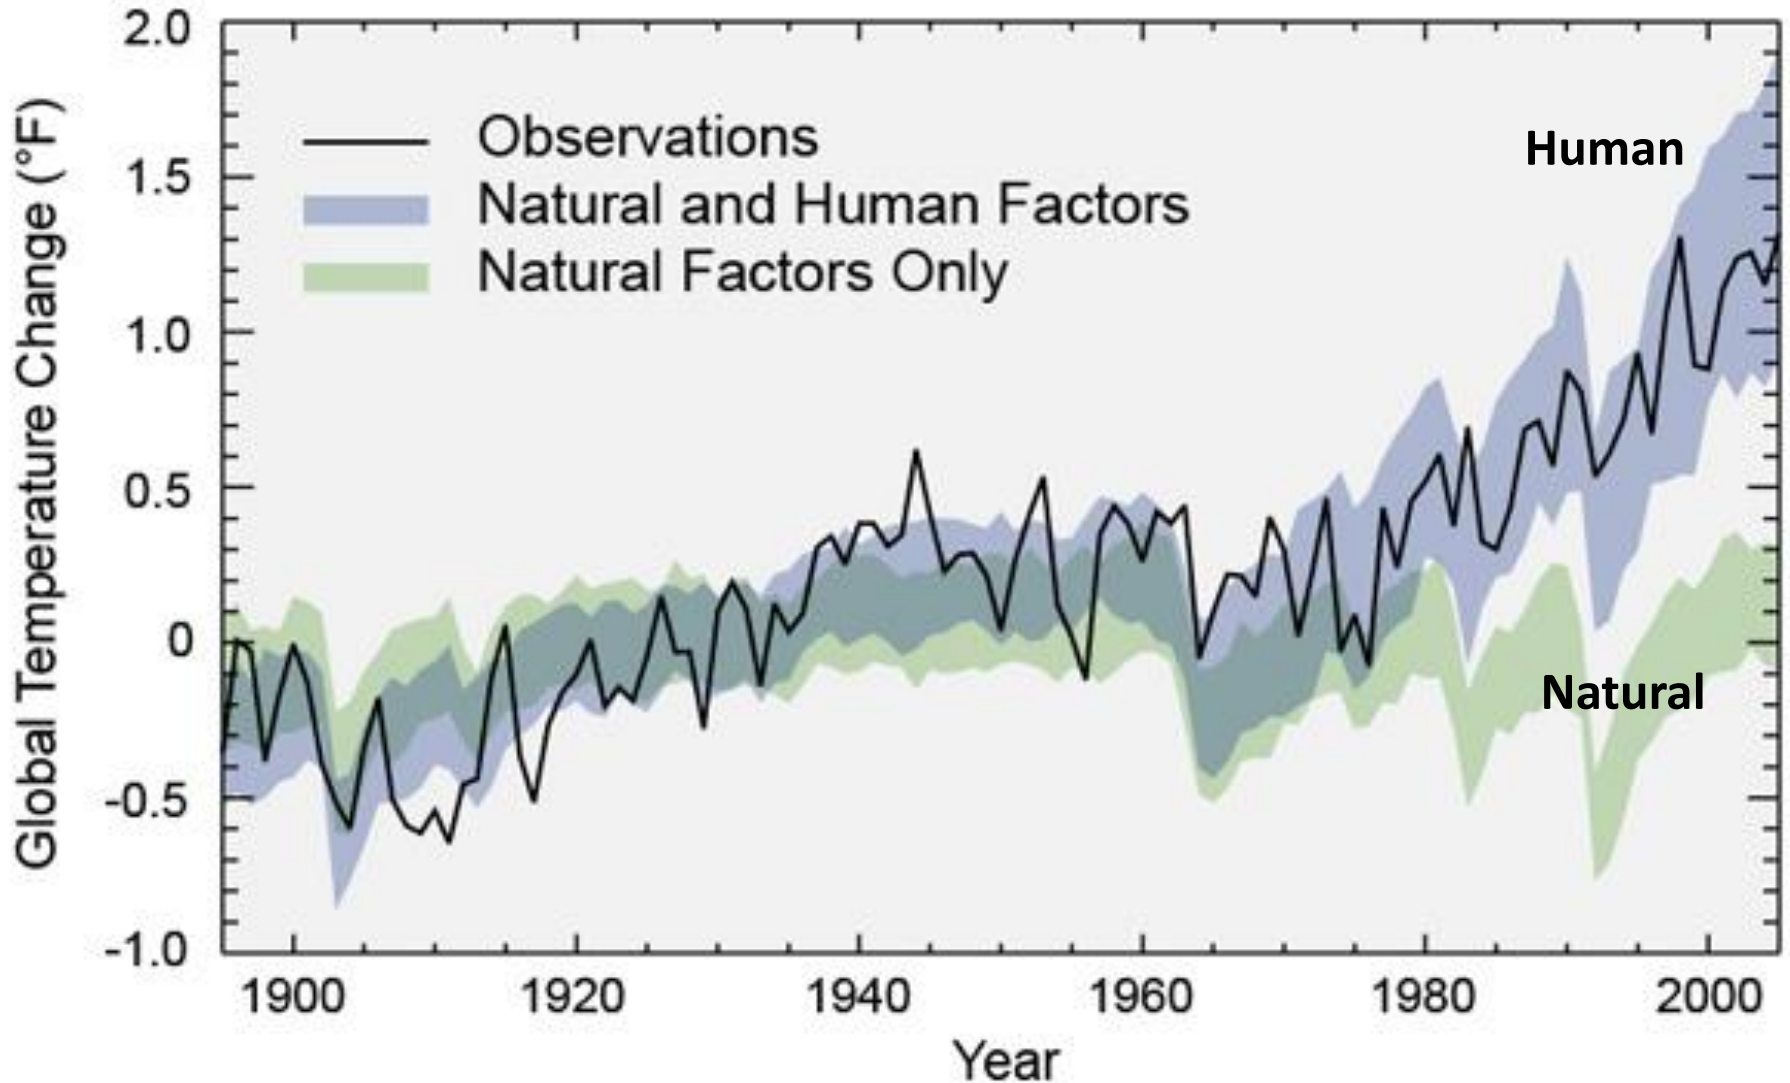 Global Temperature Change (°F)
2.0
1.5
1.0
0.5
0
-0.5
-1.0
Observations
Natural and Human Factors
Natural Factors Only
Human
Natural
1900 1920 1940 1960 1980 2000
Year